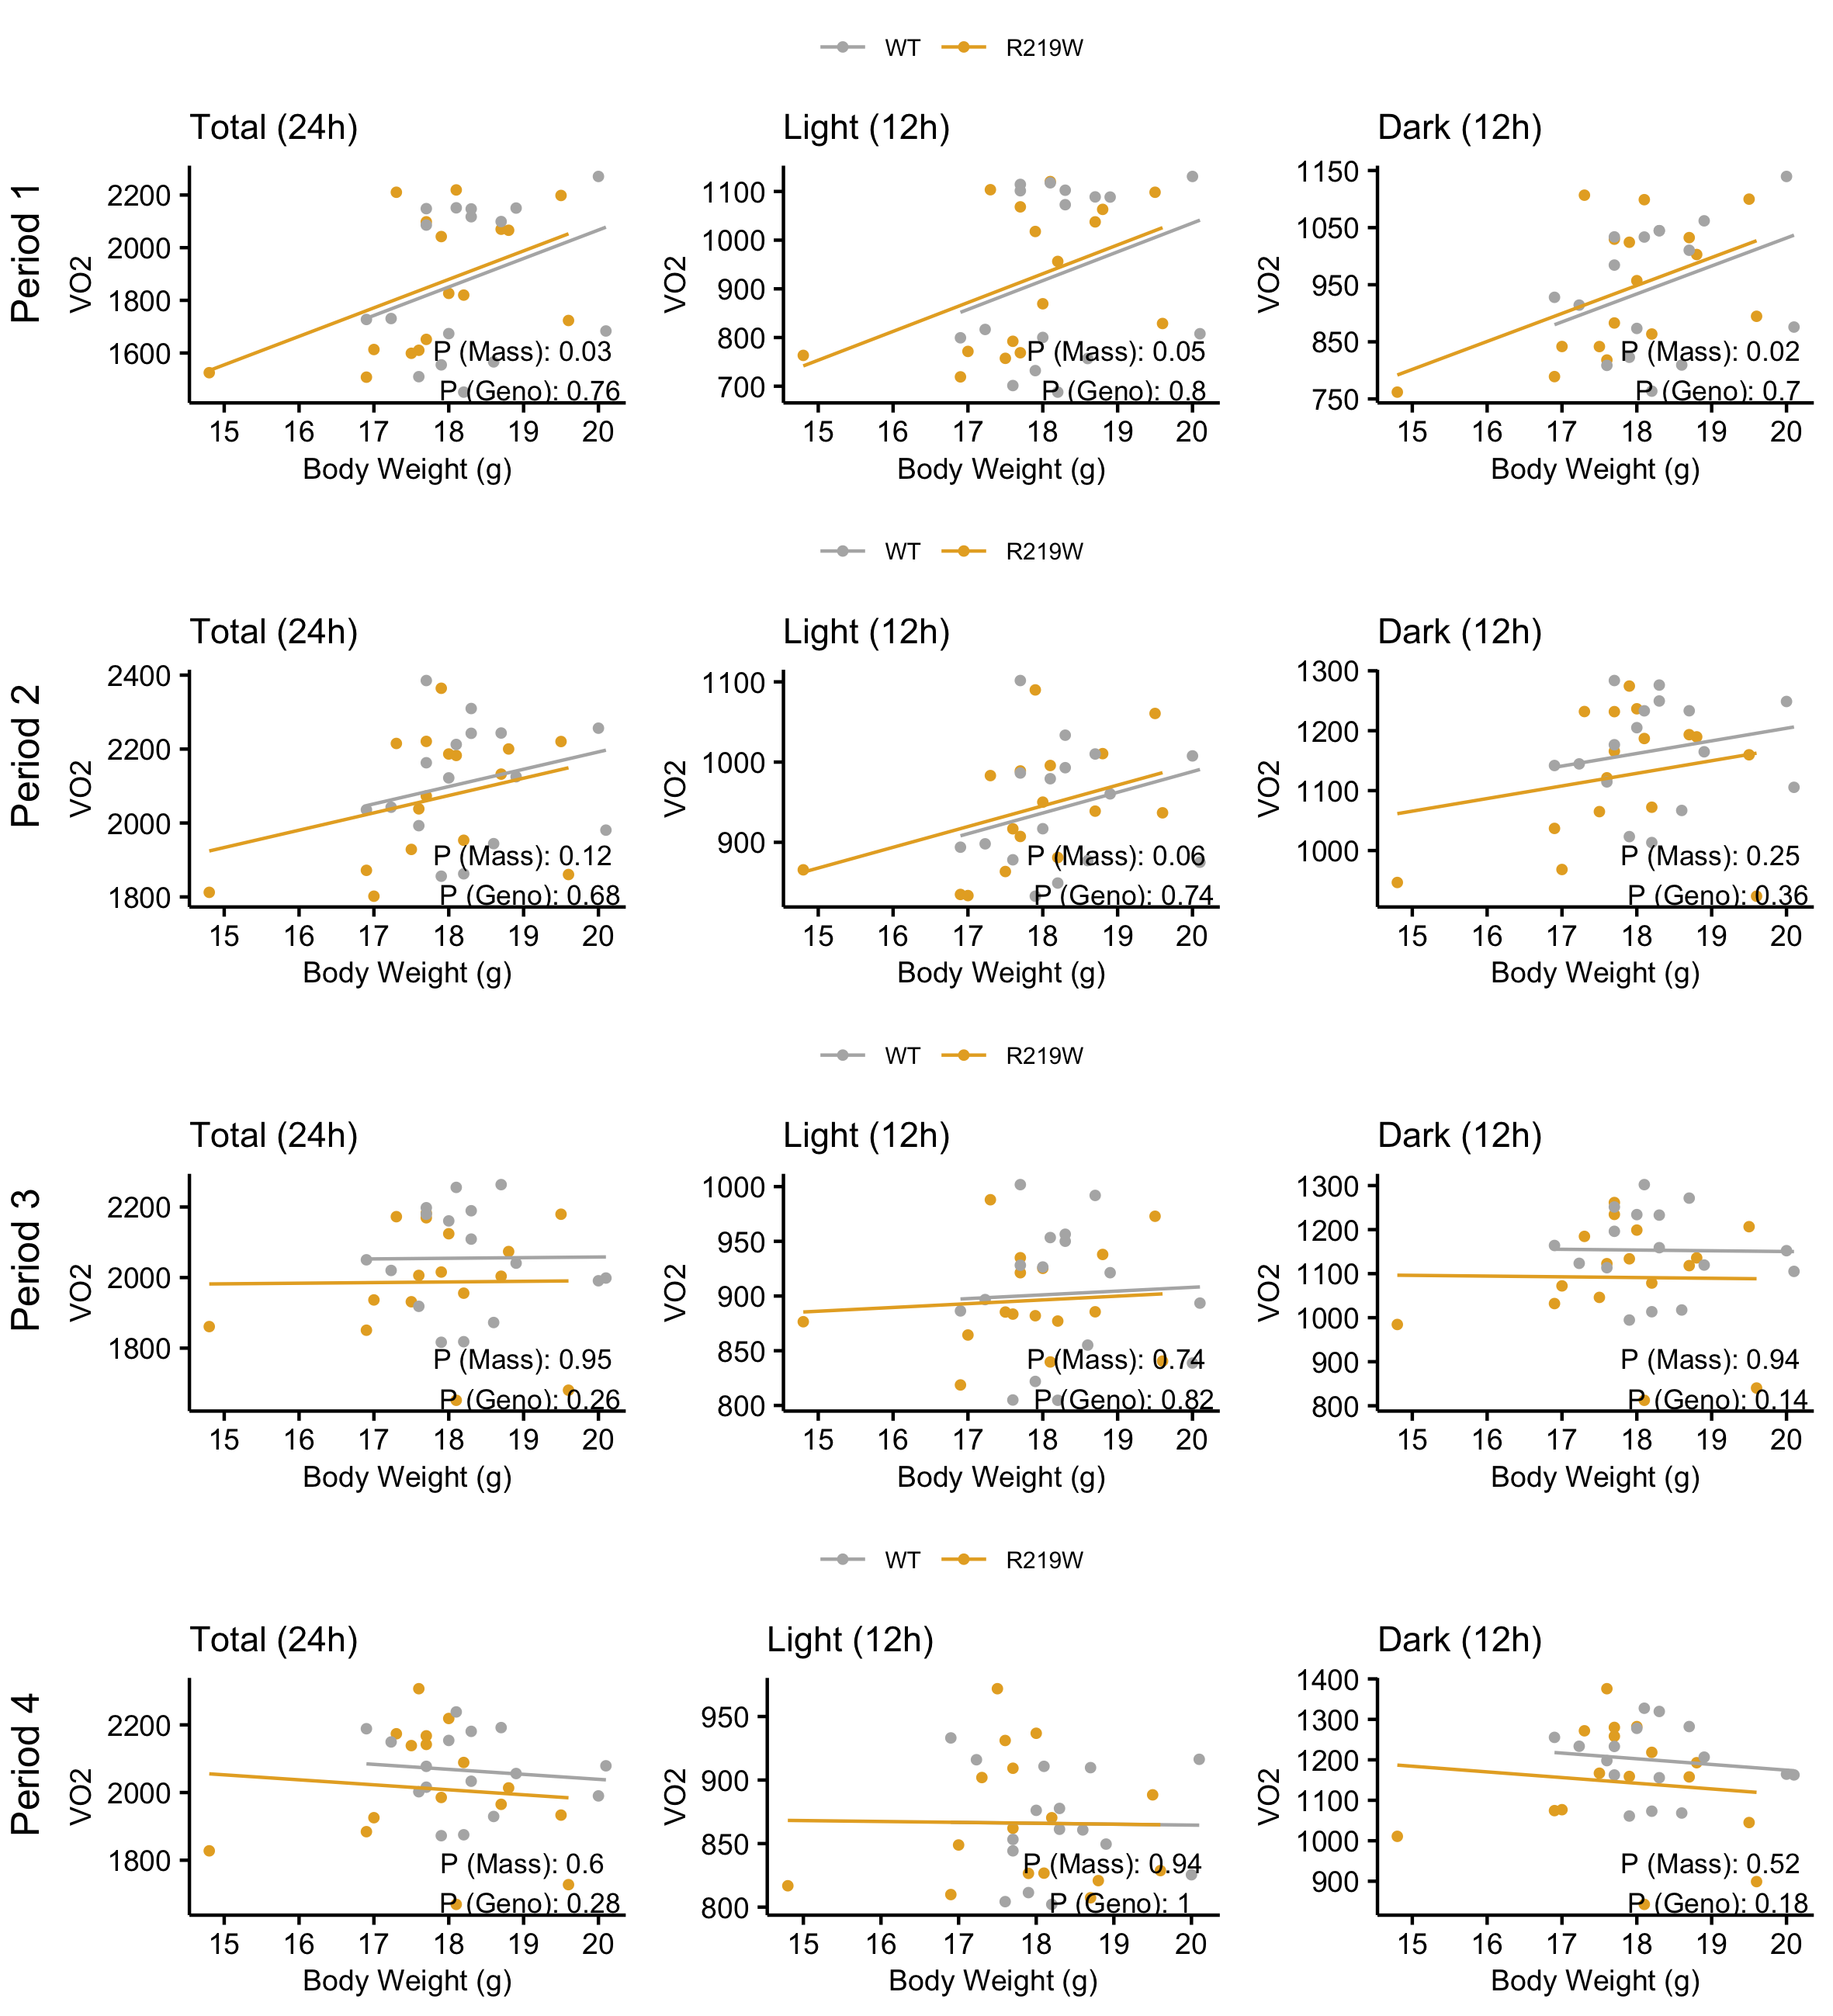 WT R219W
Total (24h) Light (12h) Dark (12h)
Period 1
VO2
2200
2000
1800
1600
P (Mass): 0.03
P (Geno): 0.76
15 16 17 18 19 20
Body Weight (g)
VO2
1100
1000
900
800
700
P (Mass): 0.05
P (Geno): 0.8
15 16 17 18 19 20
Body Weight (g)
VO2
1150
1050
950
850
750
P (Mass): 0.02
P (Geno): 0.7
15 16 17 18 19 20
Body Weight (g)
WT R219W
Total (24h) Light (12h) Dark (12h)
Period 2
VO2
2400
2200
2000
1800
P (Mass): 0.12
P (Geno): 0.68
15 16 17 18 19 20
Body Weight (g)
VO2
1100
1000
900
P (Mass): 0.06
P (Geno): 0.74
15 16 17 18 19 20
Body Weight (g)
VO2
1300
1200
1100
1000
P (Mass): 0.25
P (Geno): 0.36
15 16 17 18 19 20
Body Weight (g)
WT R219W
Total (24h) Light (12h) Dark (12h)
Period 3
VO2
2200
2000
1800
P (Mass): 0.95
P (Geno): 0.26
15 16 17 18 19 20
Body Weight (g)
VO2
1000
950
900
850
800
P (Mass): 0.74
P (Geno): 0.82
15 16 17 18 19 20
Body Weight (g)
VO2
1300
1200
1100
1000
900
800
P (Mass): 0.94
P (Geno): 0.14
15 16 17 18 19 20
Body Weight (g)
WT R219W
Total (24h) Light (12h) Dark (12h)
Period 4
VO2
2200
2000
1800
P (Mass): 0.6
P (Geno): 0.28
15 16 17 18 19 20
Body Weight (g)
VO2
950
900
850
800
P (Mass): 0.94
P (Geno): 1
15 16 17 18 19 20
Body Weight (g)
VO2
1400
1300
1200
1100
1000
900
P (Mass): 0.52
P (Geno): 0.18
15 16 17 18 19 20
Body Weight (g)